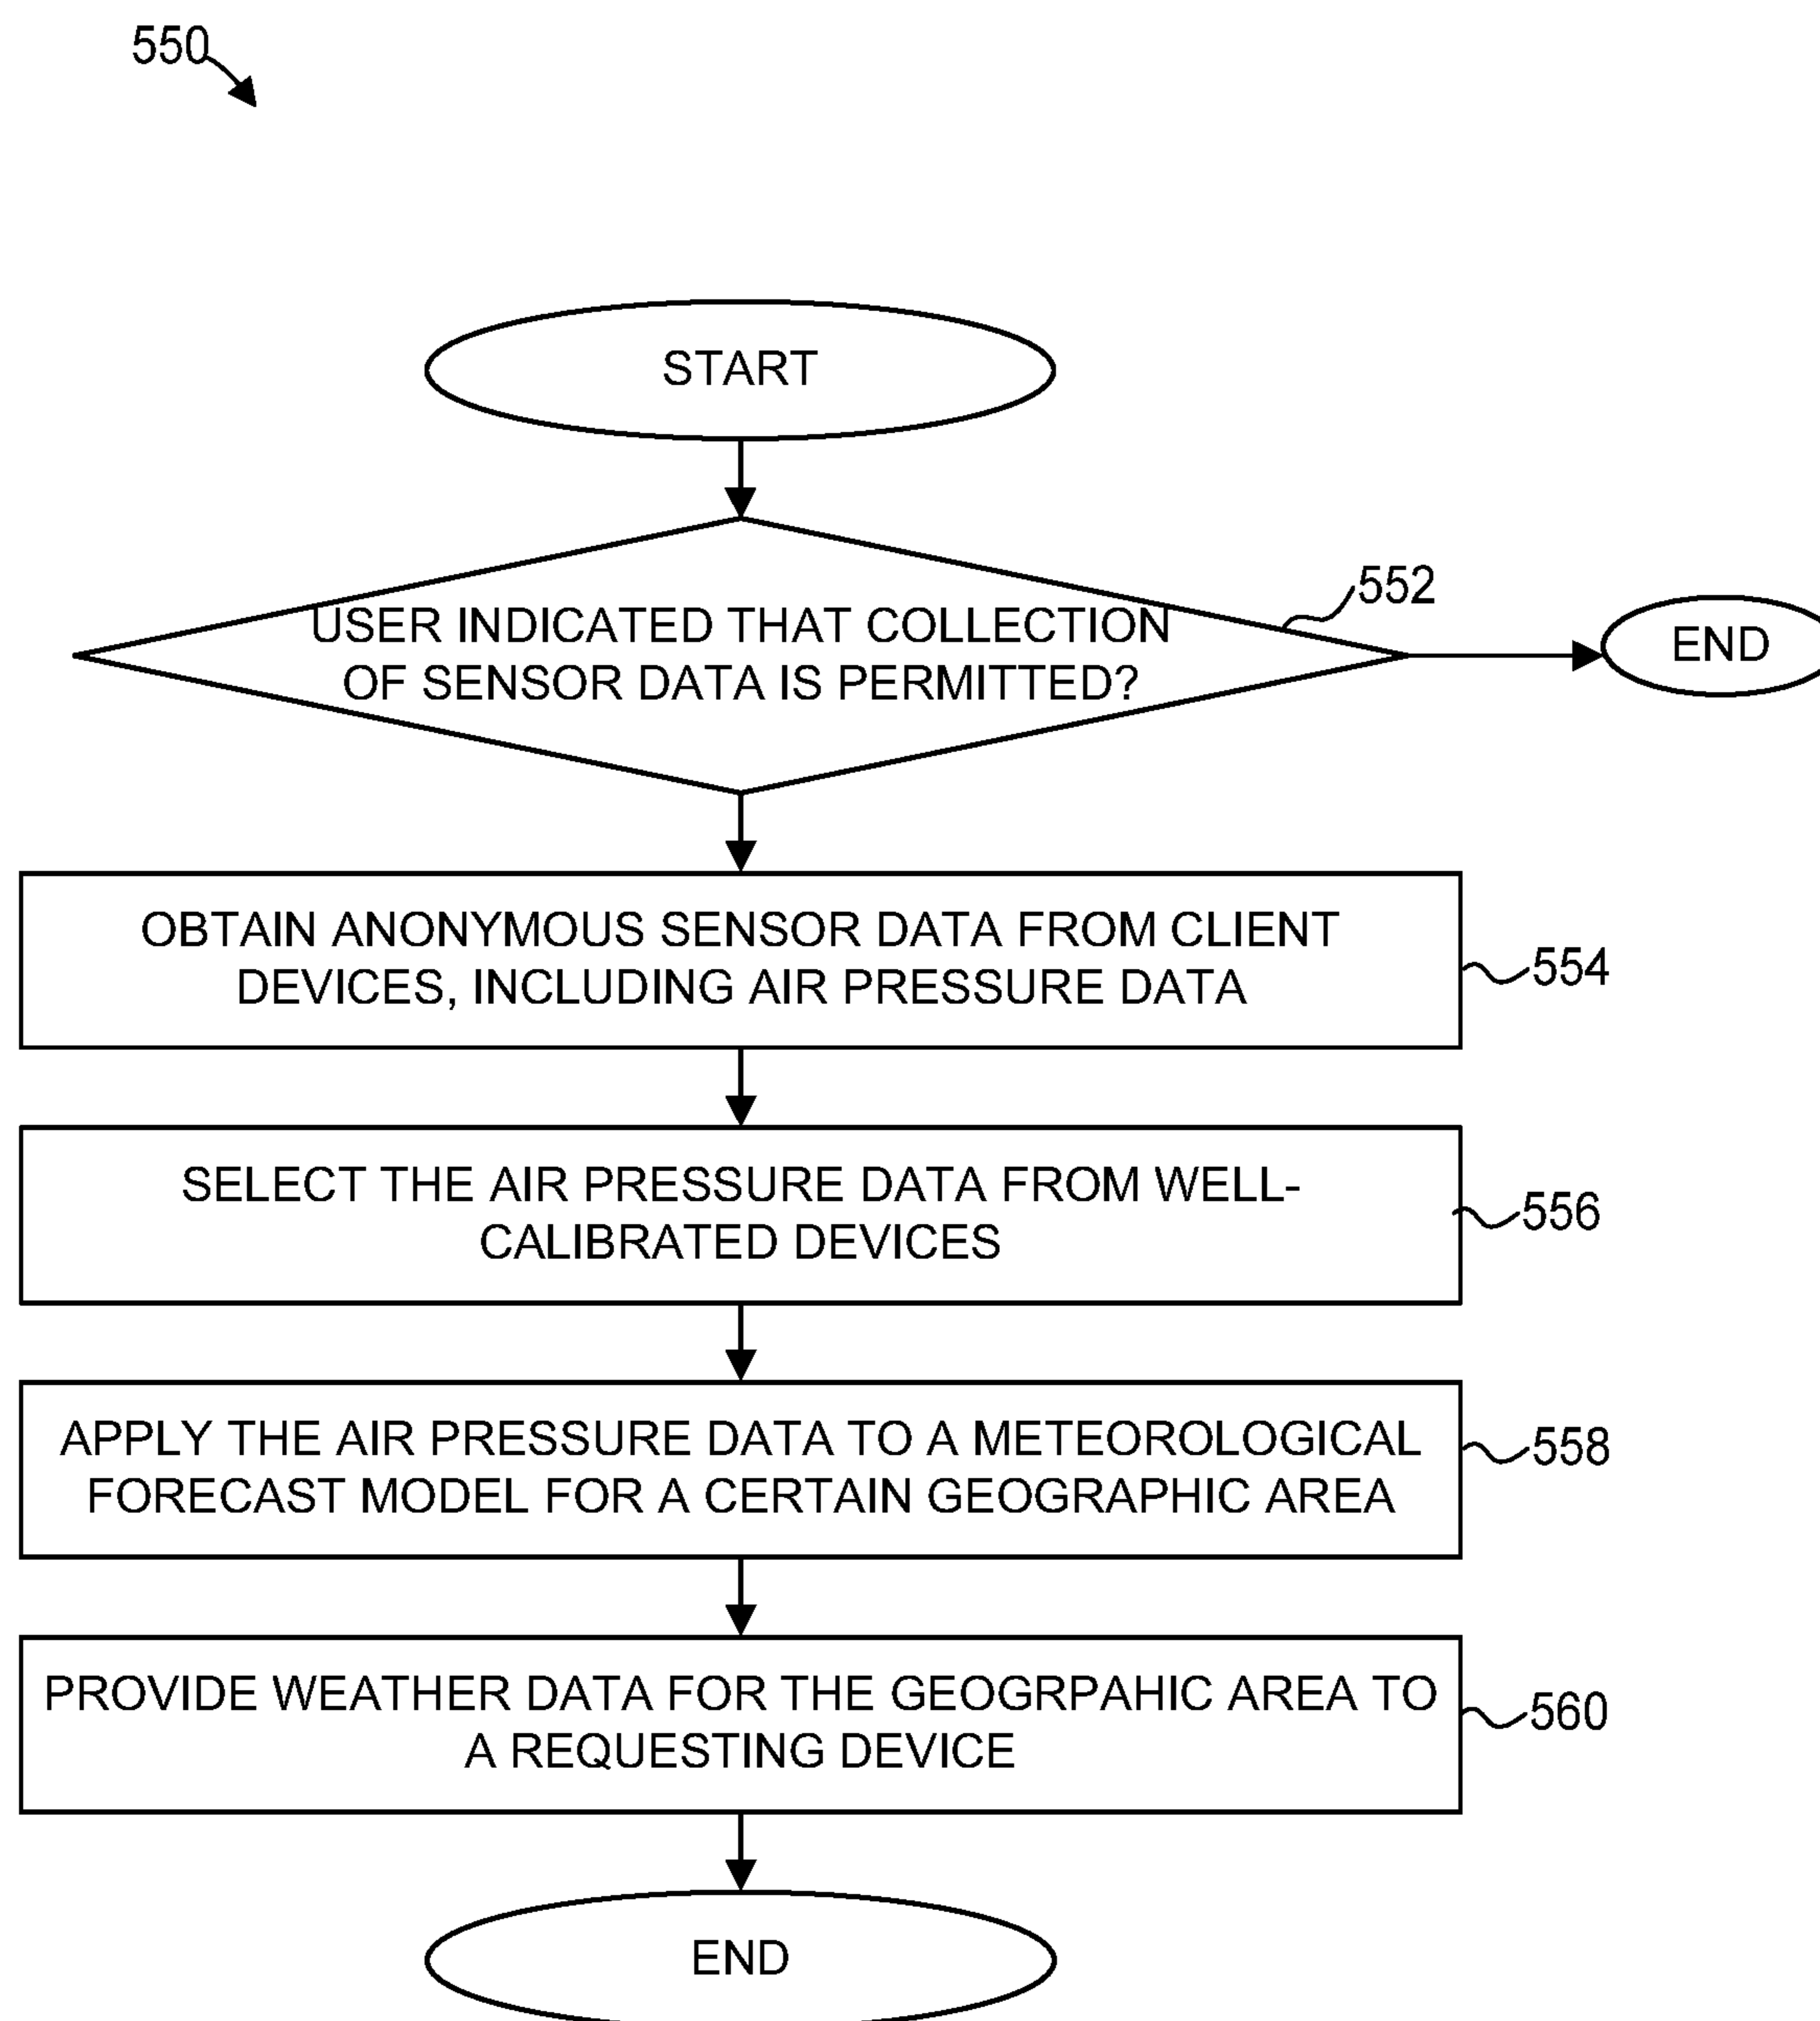 550
START
USER INDICATED THAT COLLECTION
OF SENSOR DATA IS PERMITTED?
552
END
OBTAIN ANONYMOUS SENSOR DATA FROM CLIENT
DEVICES, INCLUDING AIR PRESSURE DATA
554
SELECT THE AIR PRESSURE DATA FROM WELL-
CALIBRATED DEVICES
556
APPLY THE AIR PRESSURE DATA TO A METEOROLOGICAL
FORECAST MODEL FOR A CERTAIN GEOGRAPHIC AREA
558
PROVIDE WEATHER DATA FOR THE GEOGRPAHIC AREA TO
A REQUESTING DEVICE
560
END